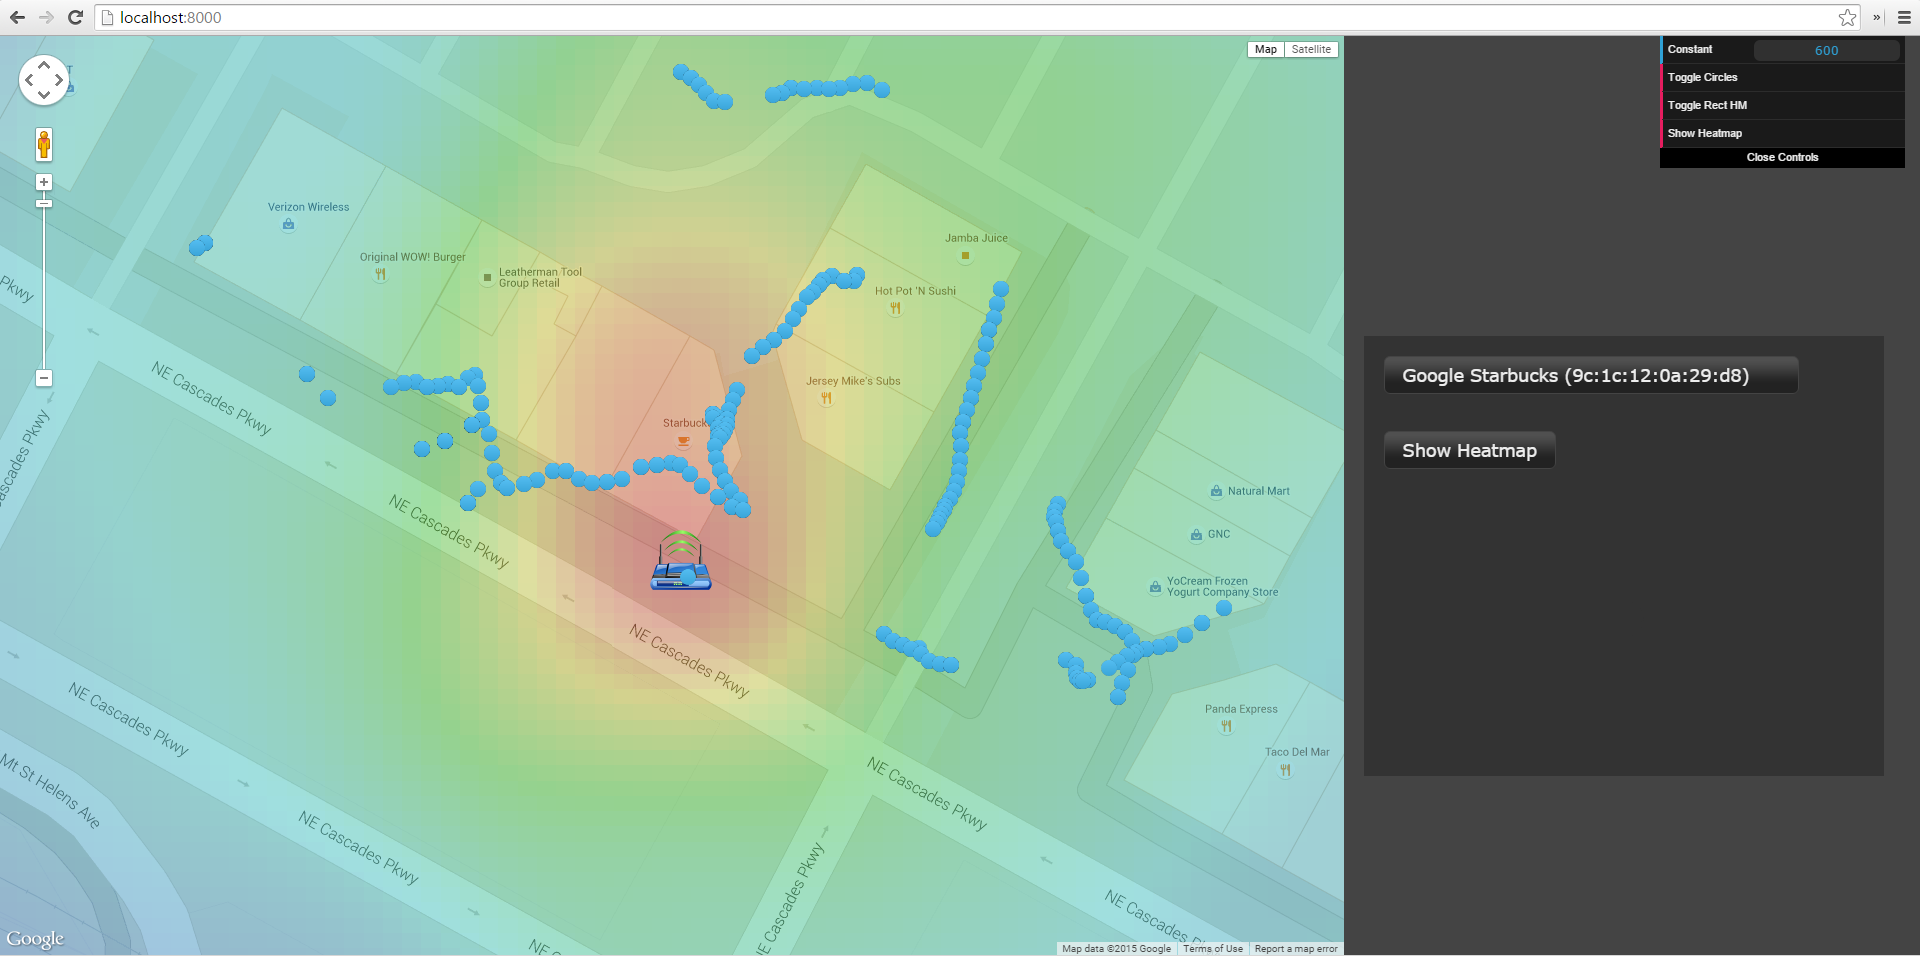 localhost:8000
»
Map Satellite
Constant 600
Toggle Circles
Toggle Rect HM
Show Heatmap
Close Controls
Verizon Wireless
Original WOW! Burger
Leatherman Tool
Group Retail
Jamba Juice
Hot Pot 'N Sushi
Jersey Mike's Subs
Starbuck
Pkwy
NE Cascades Pkwy
Google Starbucks (9c:1c:12:0a:29:d8)
Show Heatmap
ascades Pkwy
NE Cascades Pkwy
Natural Mart
GNC
YoCream Frozen
Yogurt Company Store
NE Cascades Pkwy
NE Cascades Pkwy
Panda Express
Taco Del Mar
Mt St Helens Ave
NE Cascades Pkwy
NE Cascades Pkwy
NE Cascades Pkwy
NE Cascades P
NE
Google
Map data ©2015 Google Terms of Use Report a map error